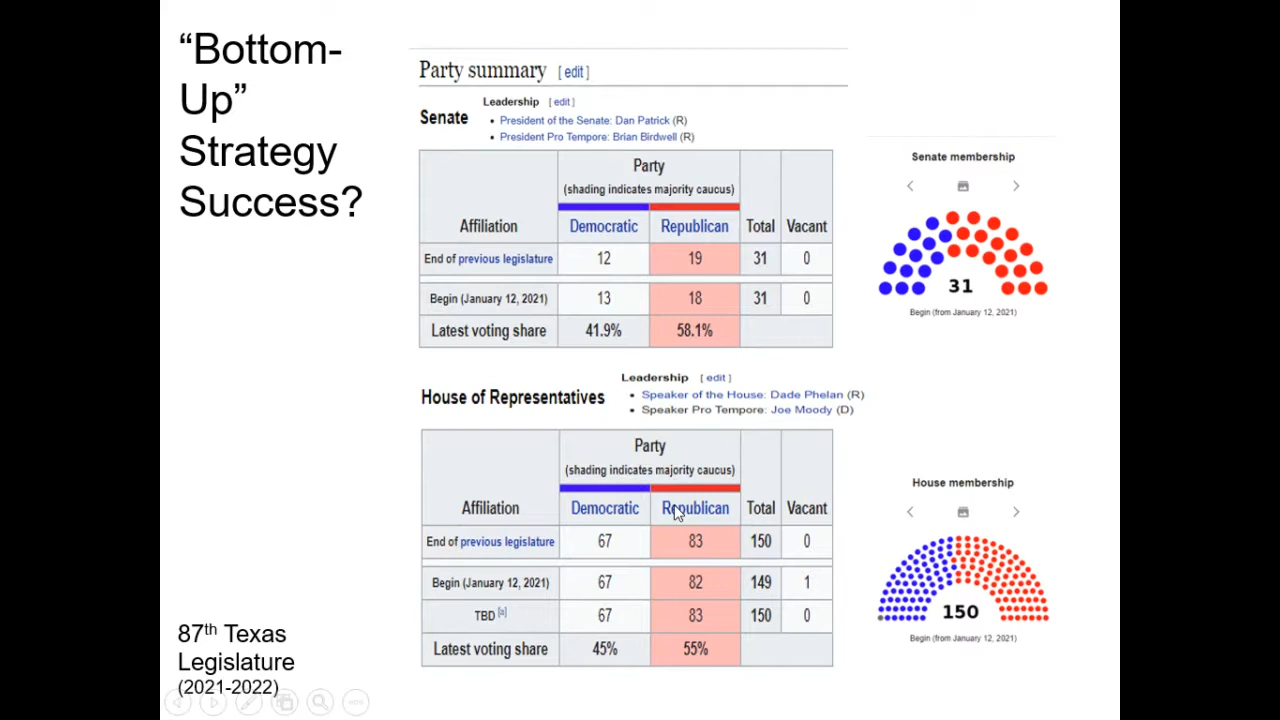 “Bottom-
Up”
Strategy
Success?
Party summary [ edit ]
Senate
Leadership [ edit ]
• President of the Senate: Dan Patrick (R)
• President Pro Tempore: Brian Birdwell (R)
Affiliation Party (shading indicates majority caucus) Total Vacant
Democratic Republican
End of previous legislature 12 19 31 0
Begin (January 12, 2021) 13 18 31 0
Latest voting share 41.9% 58.1%
Senate membership
31
Begin (from January 12, 2021)
House of Representatives
Leadership [ edit ]
• Speaker of the House: Dade Phelan (R)
• Speaker Pro Tempore: Joe Moody (D)
Affiliation Party (shading indicates majority caucus) Total Vacant
Democratic Republican
End of previous legislature 67 83 150 0
Begin (January 12, 2021) 67 82 149 1
TBD [a] 67 83 150 0
Latest voting share 45% 55%
House membership
150
Begin (from January 12, 2021)
87th Texas
Legislature
(2021-2022)